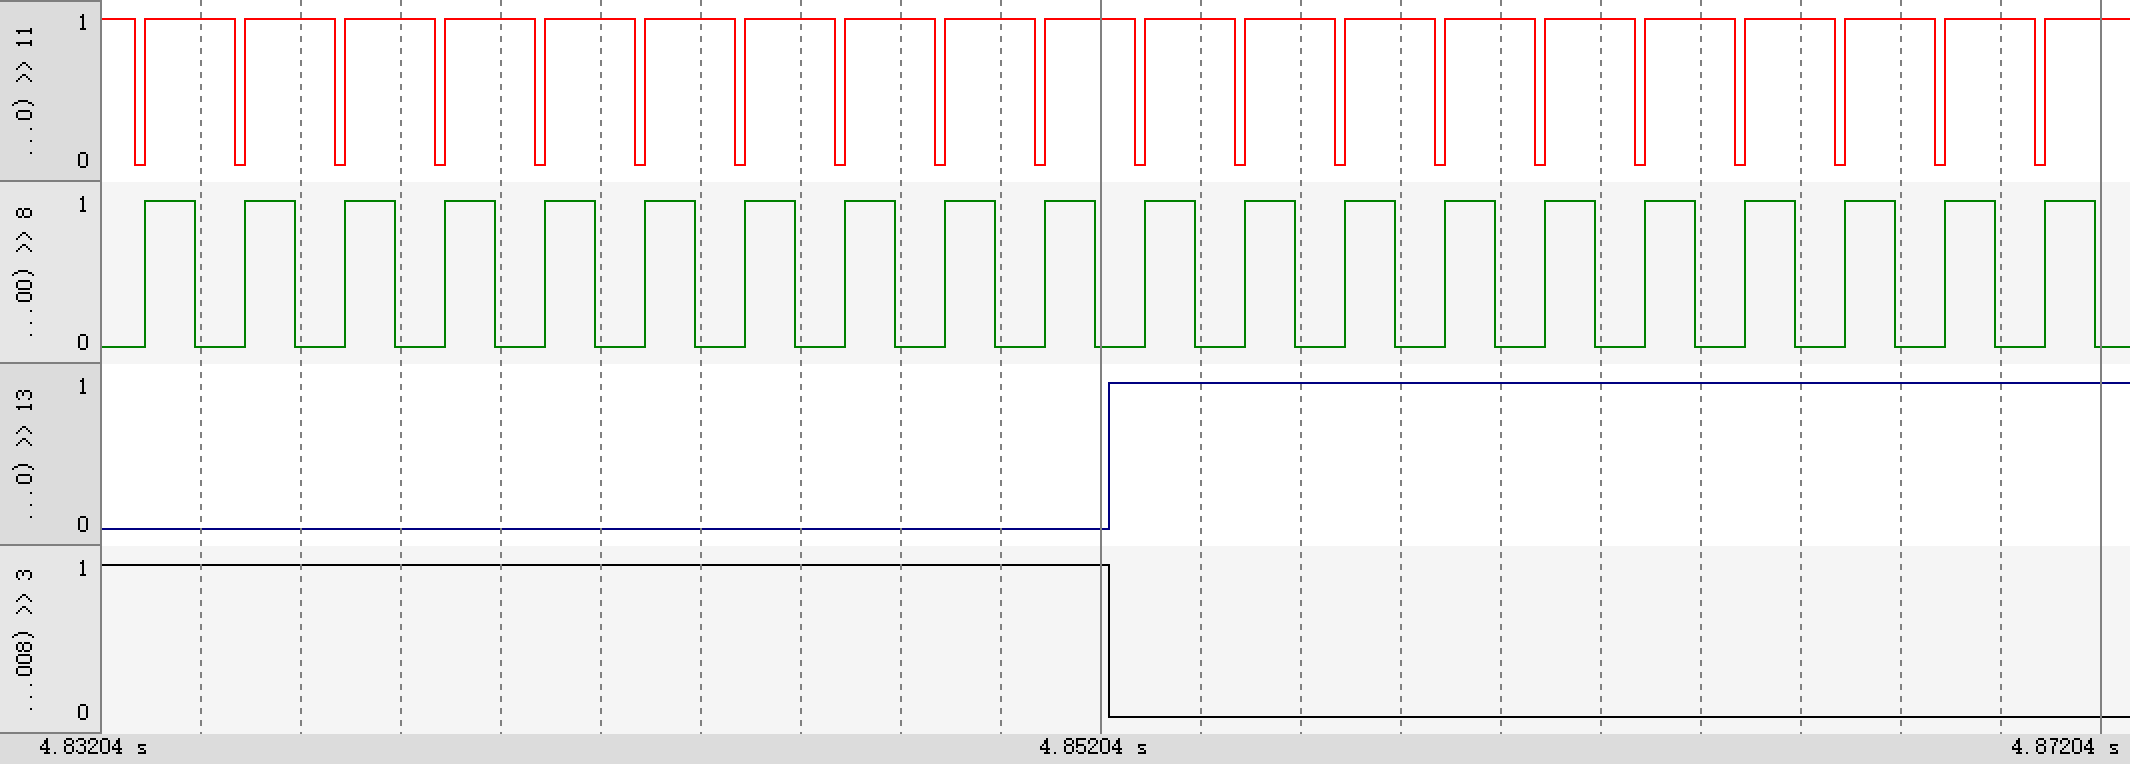 ...0) >> 11
1
0
...00) >> 8
1
0
...0) >> 13
1
0
...008) >> 3
1
0
4.83204 s 4.85204 s 4.87204 s